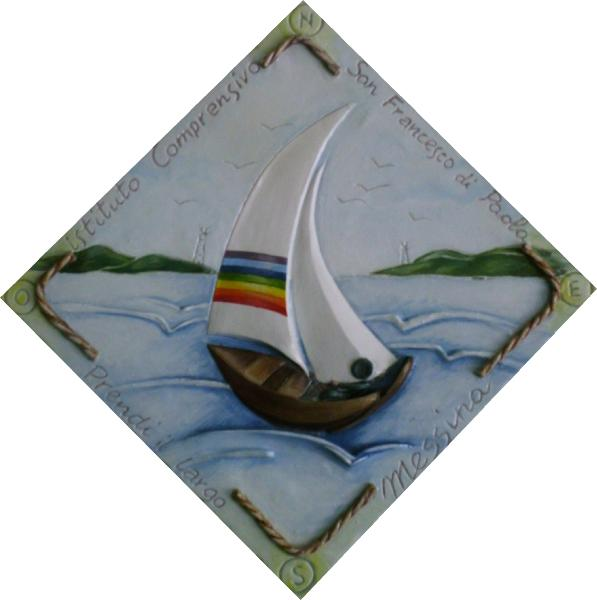 N
Istituto Comprensivo
San Francesco di Paola
O
E
Prendi il largo
Messina
S